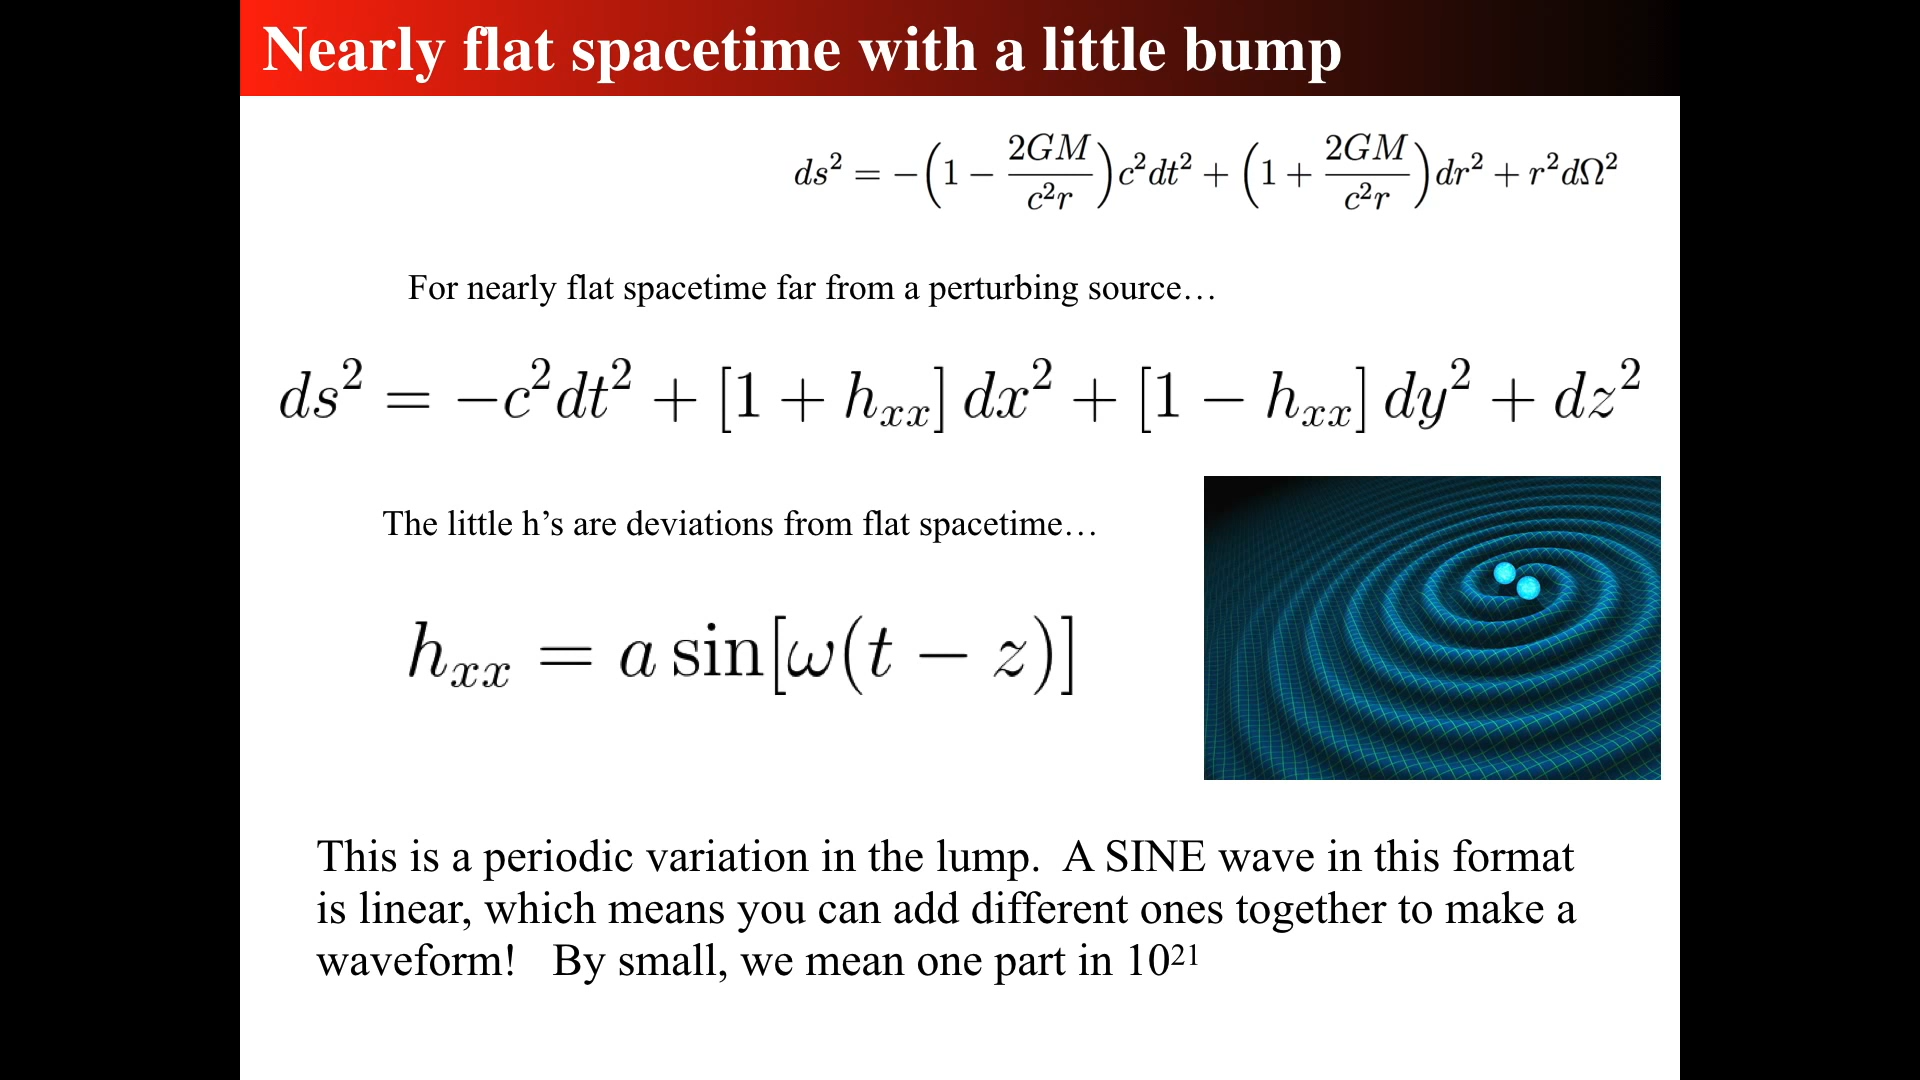 Nearly flat spacetime with a little bump
ds² = −(1 − 2GM/c²r)c²dt² + (1 + 2GM/c²r)dr² + r²dΩ²
For nearly flat spacetime far from a perturbing source…
ds² = −c²dt² + [1 + hₓₓ] dx² + [1 − hₓₓ] dy² + dz²
The little h’s are deviations from flat spacetime…
hₓₓ = a sin[ω(t − z)]
This is a periodic variation in the lump.  A SINE wave in this format
is linear, which means you can add different ones together to make a
waveform!   By small, we mean one part in 10²¹